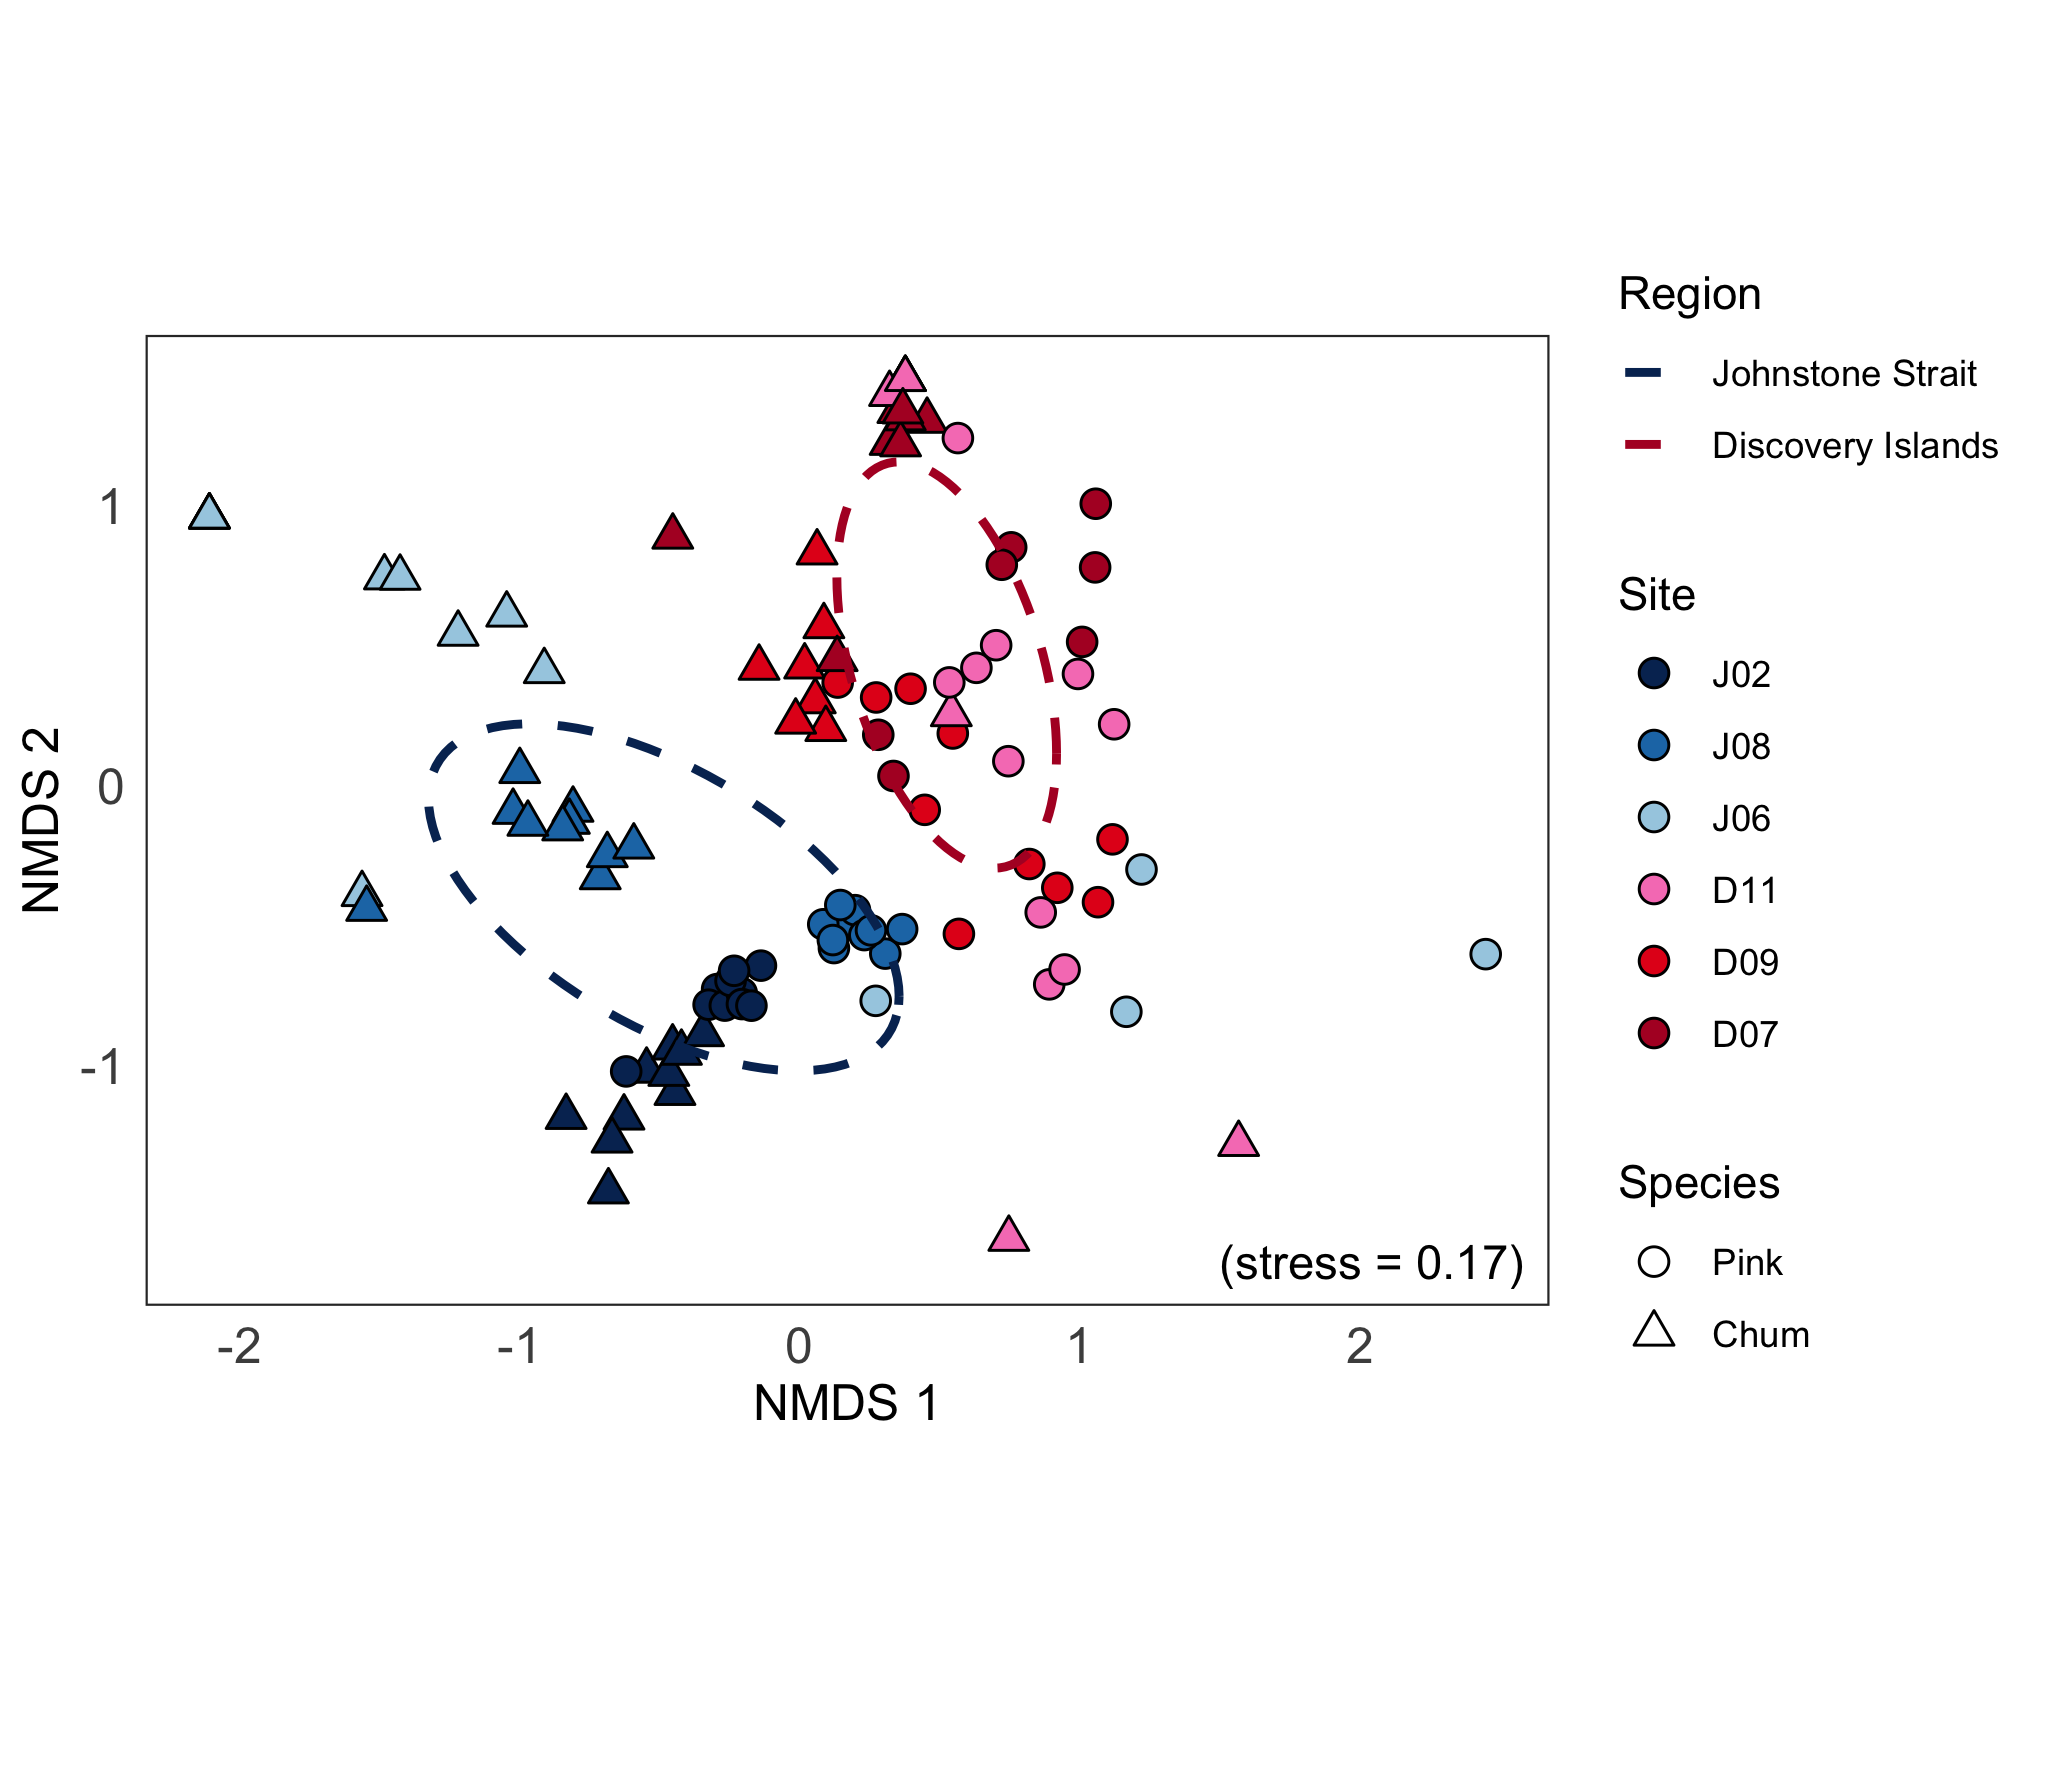 Region
Johnstone Strait
Discovery Islands
Site
J02
J08
J06
D11
D09
D07
Species
Pink
Chum
1
0
-1
NMDS 2
(stress = 0.17)
-2 -1 0 1 2
NMDS 1